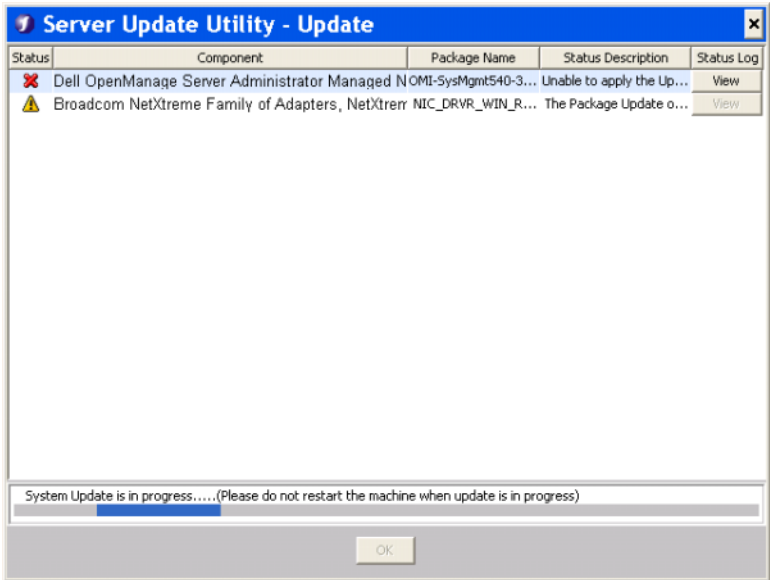 Server Update Utility - Update
Status Component Package Name Status Description Status Log
Dell OpenManage Server Administrator Managed N OMI-SysMgmt540-3... Unable to apply the Up... View
Broadcom NetXtreme Family of Adapters, NetXtrem NIC_DRVR_WIN_R... The Package Update o... View
System Update is in progress.....(Please do not restart the machine when update is in progress)
OK